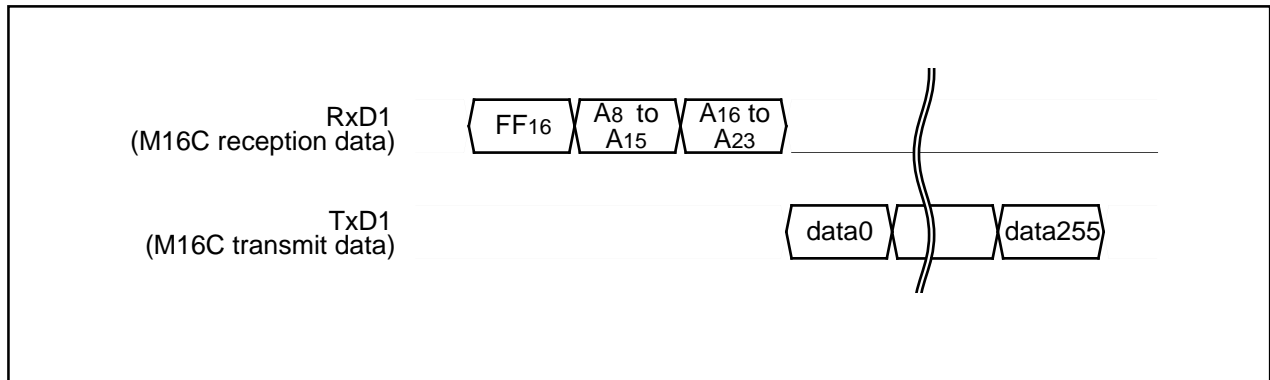 RxD1
(M16C reception data)
FF16
A8 to
A15
A16 to
A23
TxD1
(M16C transmit data)
data0
data255